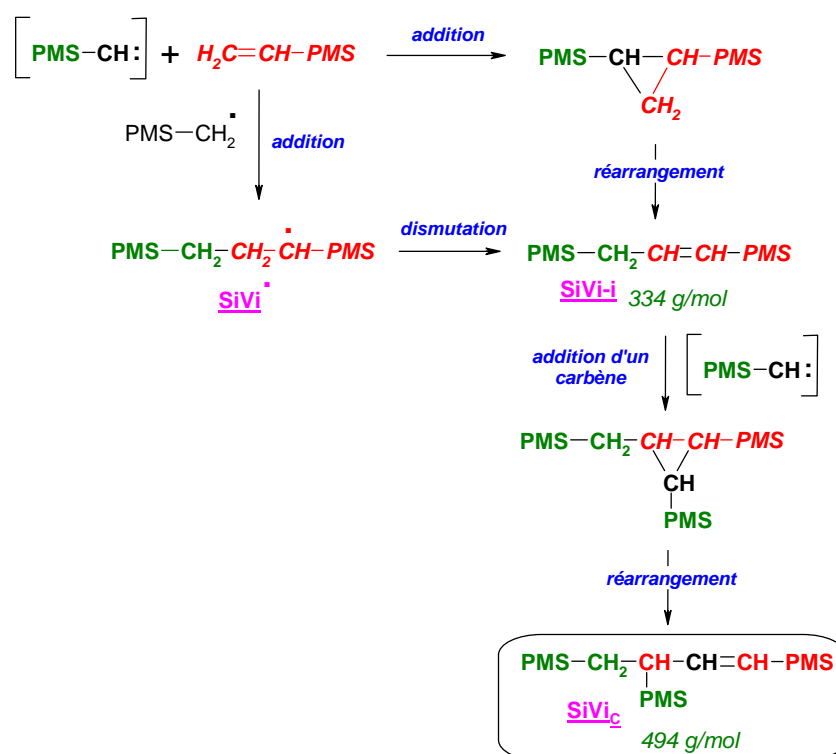 [PMS–CH:] + H₂C=CH–PMS addition PMS–CH–CH–PMS
CH₂
PMS–CH₂• addition réarrangement
PMS–CH₂–CH₂–ĊH–PMS dismutation PMS–CH₂–CH=CH–PMS
SiVi• SiVi-i 334 g/mol
addition d'un
carbène [PMS–CH:]
PMS–CH₂–CH–CH–PMS
CH
PMS
réarrangement
PMS–CH₂–CH–CH=CH–PMS
PMS
SiVi_C
494 g/mol